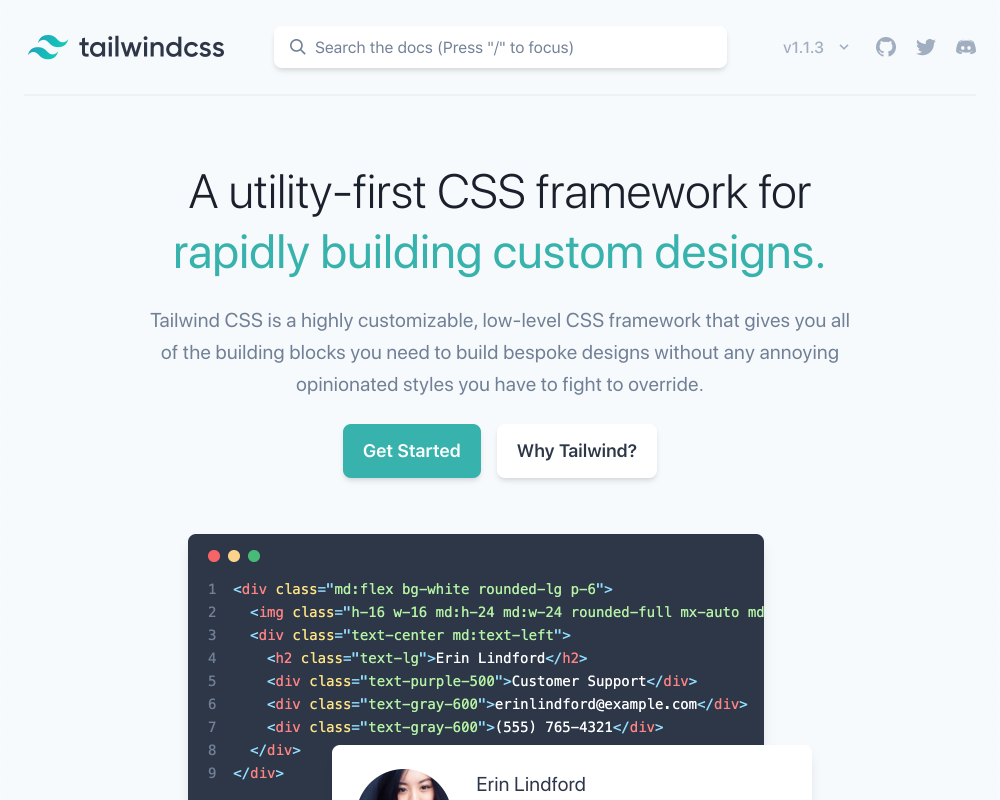 tailwindcss
Search the docs (Press "/" to focus)
v1.1.3
A utility-first CSS framework for
rapidly building custom designs.
Tailwind CSS is a highly customizable, low-level CSS framework that gives you all
of the building blocks you need to build bespoke designs without any annoying
opinionated styles you have to fight to override.
Get Started
Why Tailwind?
1 <div class="md:flex bg-white rounded-lg p-6">
2   <img class="h-16 w-16 md:h-24 md:w-24 rounded-full mx-auto md
3   <div class="text-center md:text-left">
4     <h2 class="text-lg">Erin Lindford</h2>
5     <div class="text-purple-500">Customer Support</div>
6     <div class="text-gray-600">erinlindford@example.com</div>
7     <div class="text-gray-600">(555) 765-4321</div>
8   </div>
9 </div>
Erin Lindford